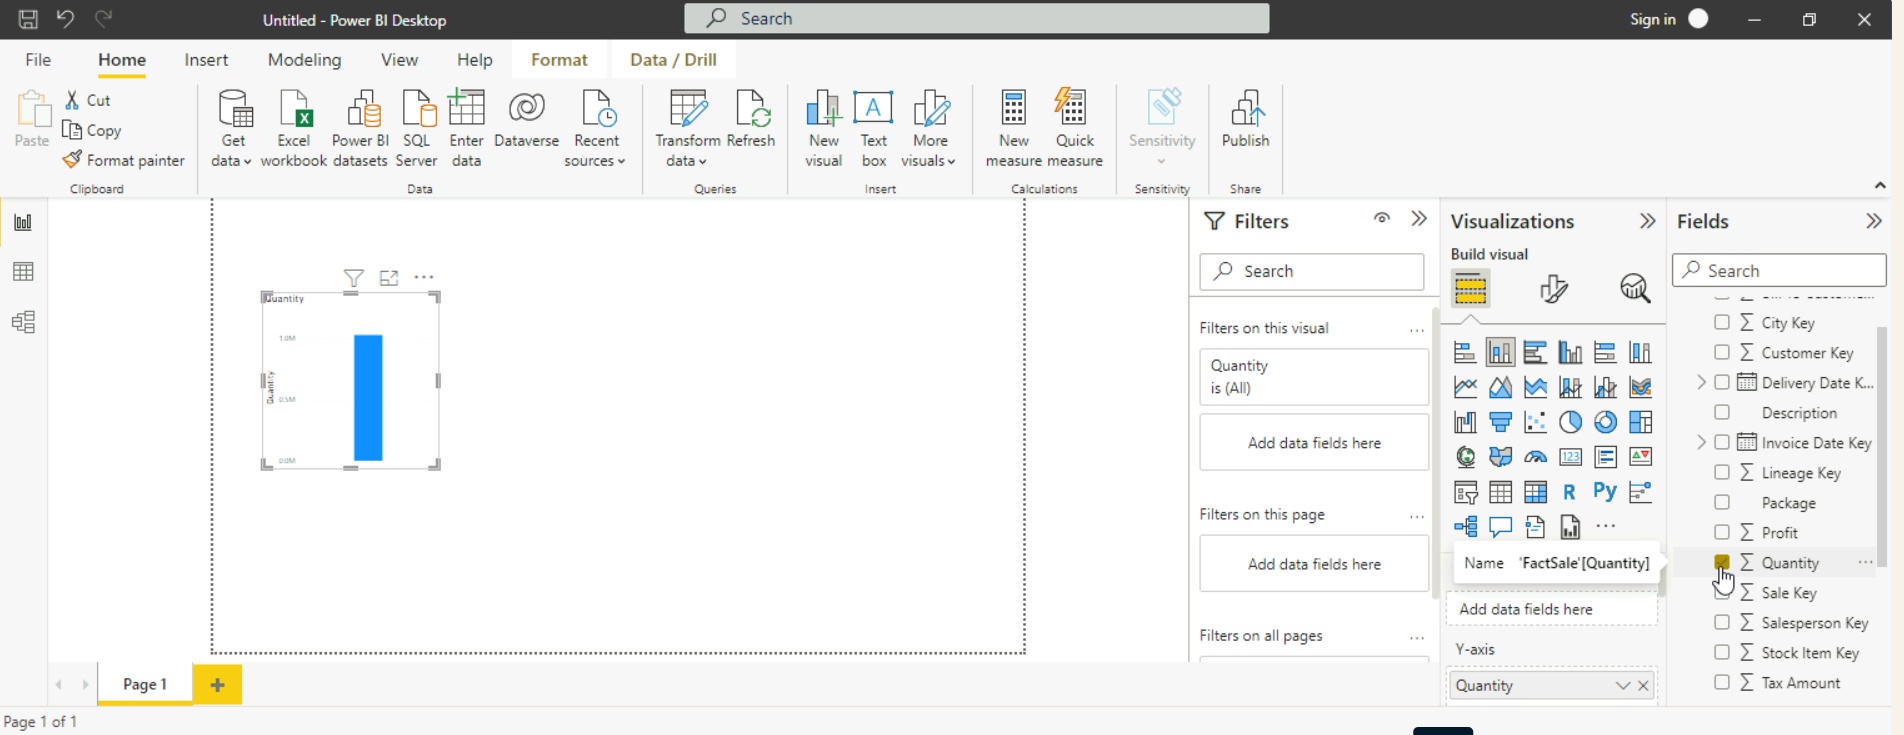 Untitled - Power BI Desktop
Search
Sign in
File
Home
Insert
Modeling
View
Help
Format
Data / Drill
Paste
Cut
Copy
Format painter
Clipboard
Get data
Excel workbook
Power BI datasets
SQL Server
Enter data
Dataverse
Recent sources
Data
Transform data
Refresh
Queries
New visual
Text box
More visuals
Insert
New measure
Quick measure
Calculations
Sensitivity
Sensitivity
Publish
Share
Quantity
1.0M
0.5M
0.0M
Quantity
Filters
Search
Filters on this visual
Quantity
is (All)
Add data fields here
Filters on this page
Add data fields here
Filters on all pages
Visualizations
Build visual
123
R
Py
Name 'FactSale'[Quantity]
Add data fields here
Y-axis
Quantity
Fields
Search
City Key
Customer Key
Delivery Date K...
Description
Invoice Date Key
Lineage Key
Package
Profit
Quantity
Sale Key
Salesperson Key
Stock Item Key
Tax Amount
Page 1
Page 1 of 1